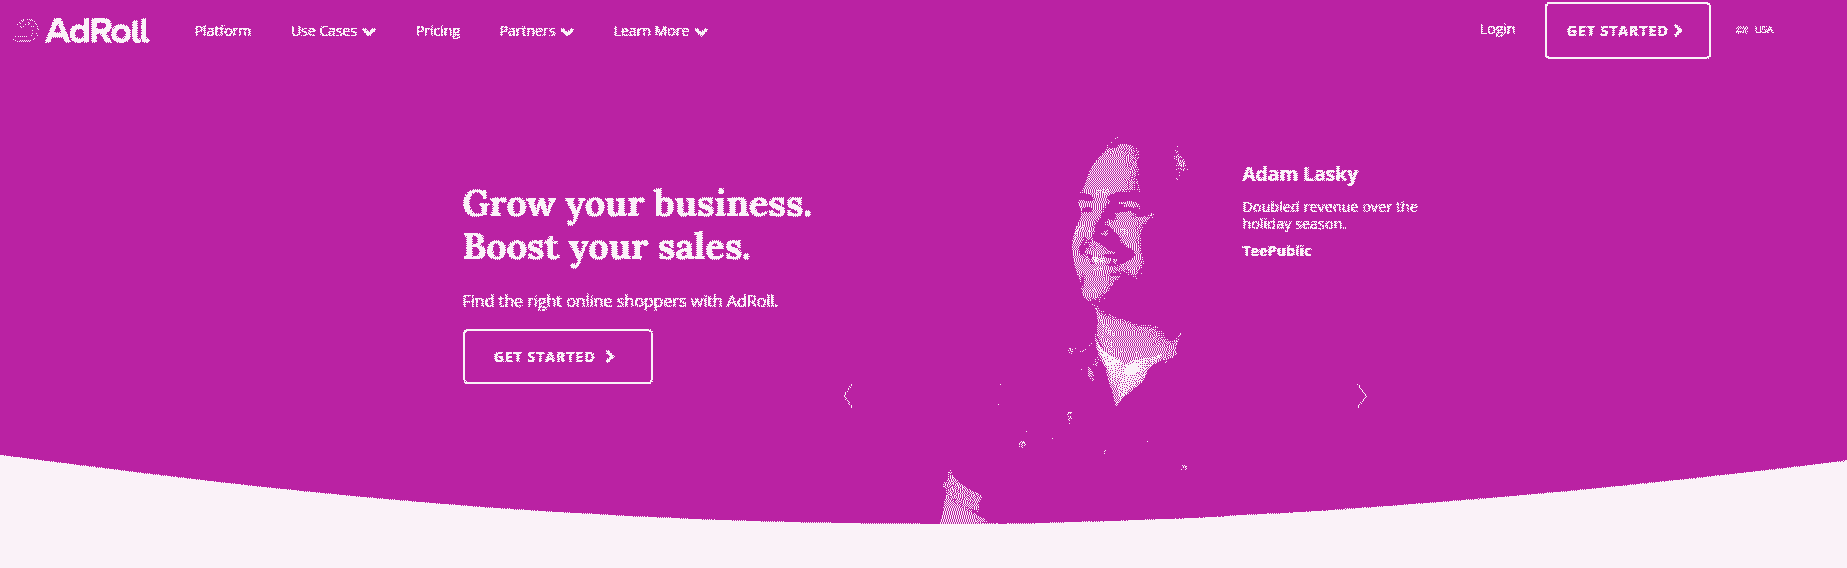 AdRoll
Platform
Use Cases
Pricing
Partners
Learn More
Login
GET STARTED
USA
Grow your business.
Boost your sales.
Find the right online shoppers with AdRoll.
GET STARTED
Adam Lasky
Doubled revenue over the
holiday season.
TeePublic